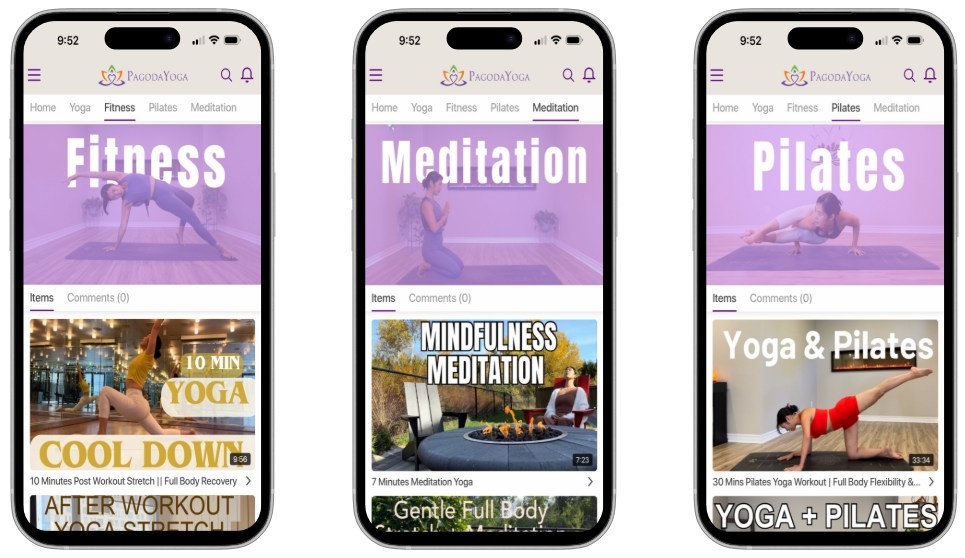 9:52
PAGODAYOGA
Home Yoga Fitness Pilates Meditation
Fitness
Items Comments (0)
10 MIN
YOGA
COOL DOWN
9:56
10 Minutes Post Workout Stretch || Full Body Recovery
AFTER WORKOUT
YOGA STRETCH
9:52
PAGODAYOGA
Home Yoga Fitness Pilates Meditation
Meditation
Items Comments (0)
MINDFULNESS
MEDITATION
7:23
7 Minutes Meditation Yoga
Gentle Full Body
Stretch + Meditation
9:52
PAGODAYOGA
Home Yoga Fitness Pilates Meditation
Pilates
Items Comments (0)
Yoga & Pilates
33:34
30 Mins Pilates Yoga Workout | Full Body Flexibility &...
YOGA + PILATES